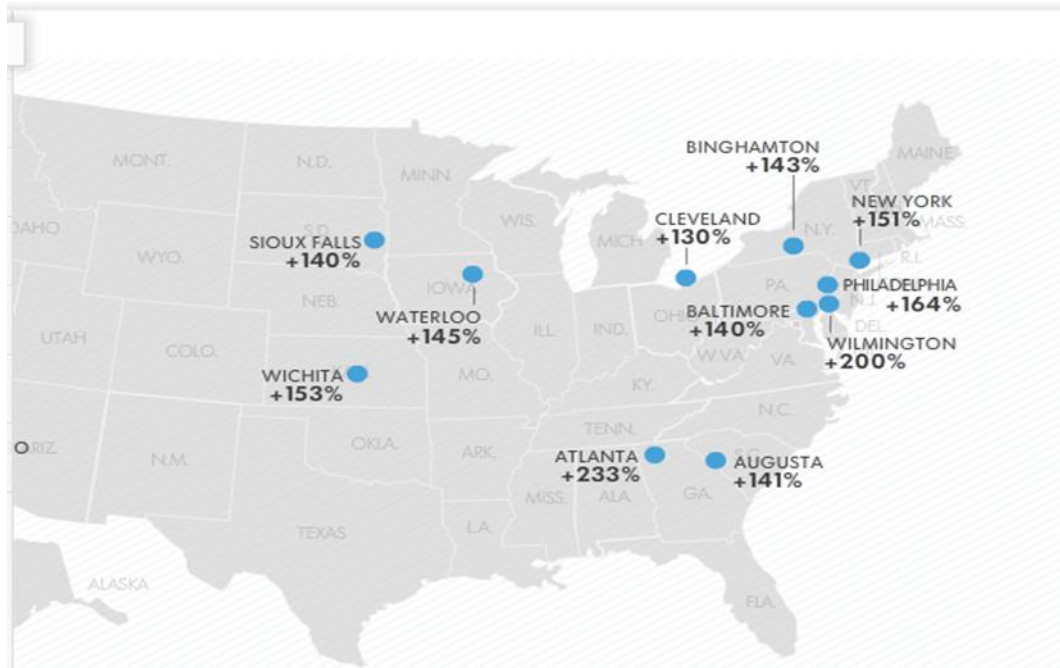 BINGHAMTON
+143%
MAINE
MONT.
N.D.
MINN.
VT.
NEW YORK
+151%
MASS.
CLEVELAND
+130%
WIS.
MICH
N.Y.
DAHO
S.D.
SIOUX FALLS
+140%
WYO.
R.I.
IOWA
PA.
PHILADELPHIA
+164%
N.J.
NEB.
WATERLOO
+145%
BALTIMORE
+140%
OHIO
DEL.
WILMINGTON
+200%
UTAH
COLO.
ILL.
IND.
W.VA.
VA.
WICHITA
+153%
MO.
KY.
N.C.
TENN.
O
ARIZ.
N.M.
OKLA.
ARK.
ATLANTA
+233%
S.C.
AUGUSTA
+141%
MISS.
ALA.
GA.
TEXAS
LA.
ALASKA
FLA.